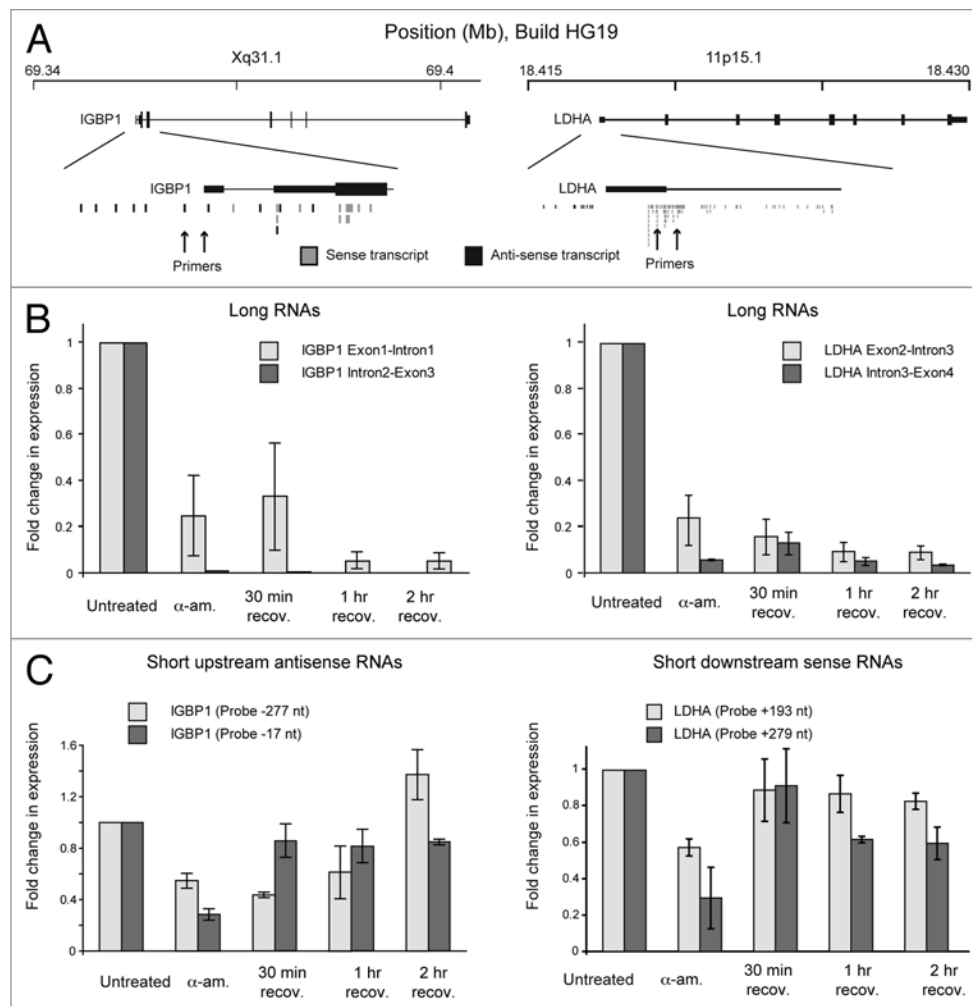 A
Position (Mb), Build HG19
Xq31.1
69.34
69.4
11p15.1
18.415
18.430
IGBP1
LDHA
IGBP1
LDHA
Primers
Sense transcript
Anti-sense transcript
Primers
B
Long RNAs
IGBP1 Exon1-Intron1
IGBP1 Intron2-Exon3
Fold change in expression
1
0.8
0.6
0.4
0.2
0
Untreated
α-am.
30 min recov.
1 hr recov.
2 hr recov.
Long RNAs
LDHA Exon2-Intron3
LDHA Intron3-Exon4
Fold change in expression
1
0.8
0.6
0.4
0.2
0
Untreated
α-am.
30 min recov.
1 hr recov.
2 hr recov.
C
Short upstream antisense RNAs
IGBP1 (Probe -277 nt)
IGBP1 (Probe -17 nt)
Fold change in expression
1.6
1.2
0.8
0.4
0
Untreated
α-am.
30 min recov.
1 hr recov.
2 hr recov.
Short downstream sense RNAs
LDHA (Probe +193 nt)
LDHA (Probe +279 nt)
Fold change in expression
1
0.8
0.6
0.4
0.2
0
Untreated
α-am.
30 min recov.
1 hr recov.
2 hr recov.